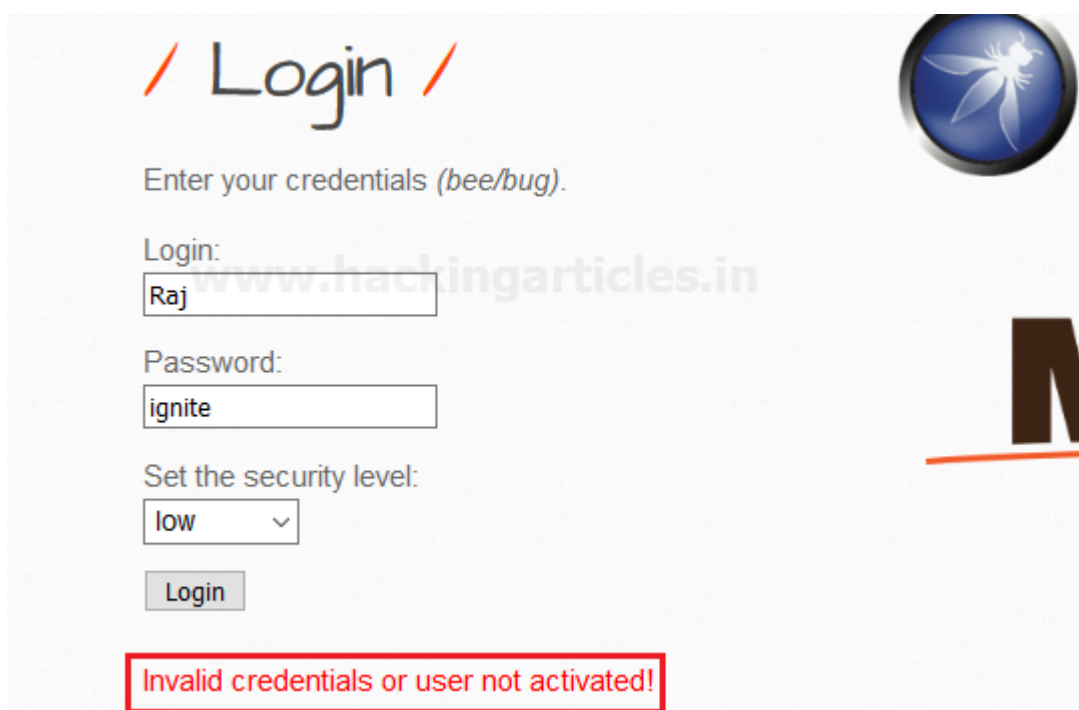 / Login /
Enter your credentials (bee/bug).
Login:
www.hackingarticles.in
Raj
Password:
ignite
Set the security level:
low
Login
Invalid credentials or user not activated!